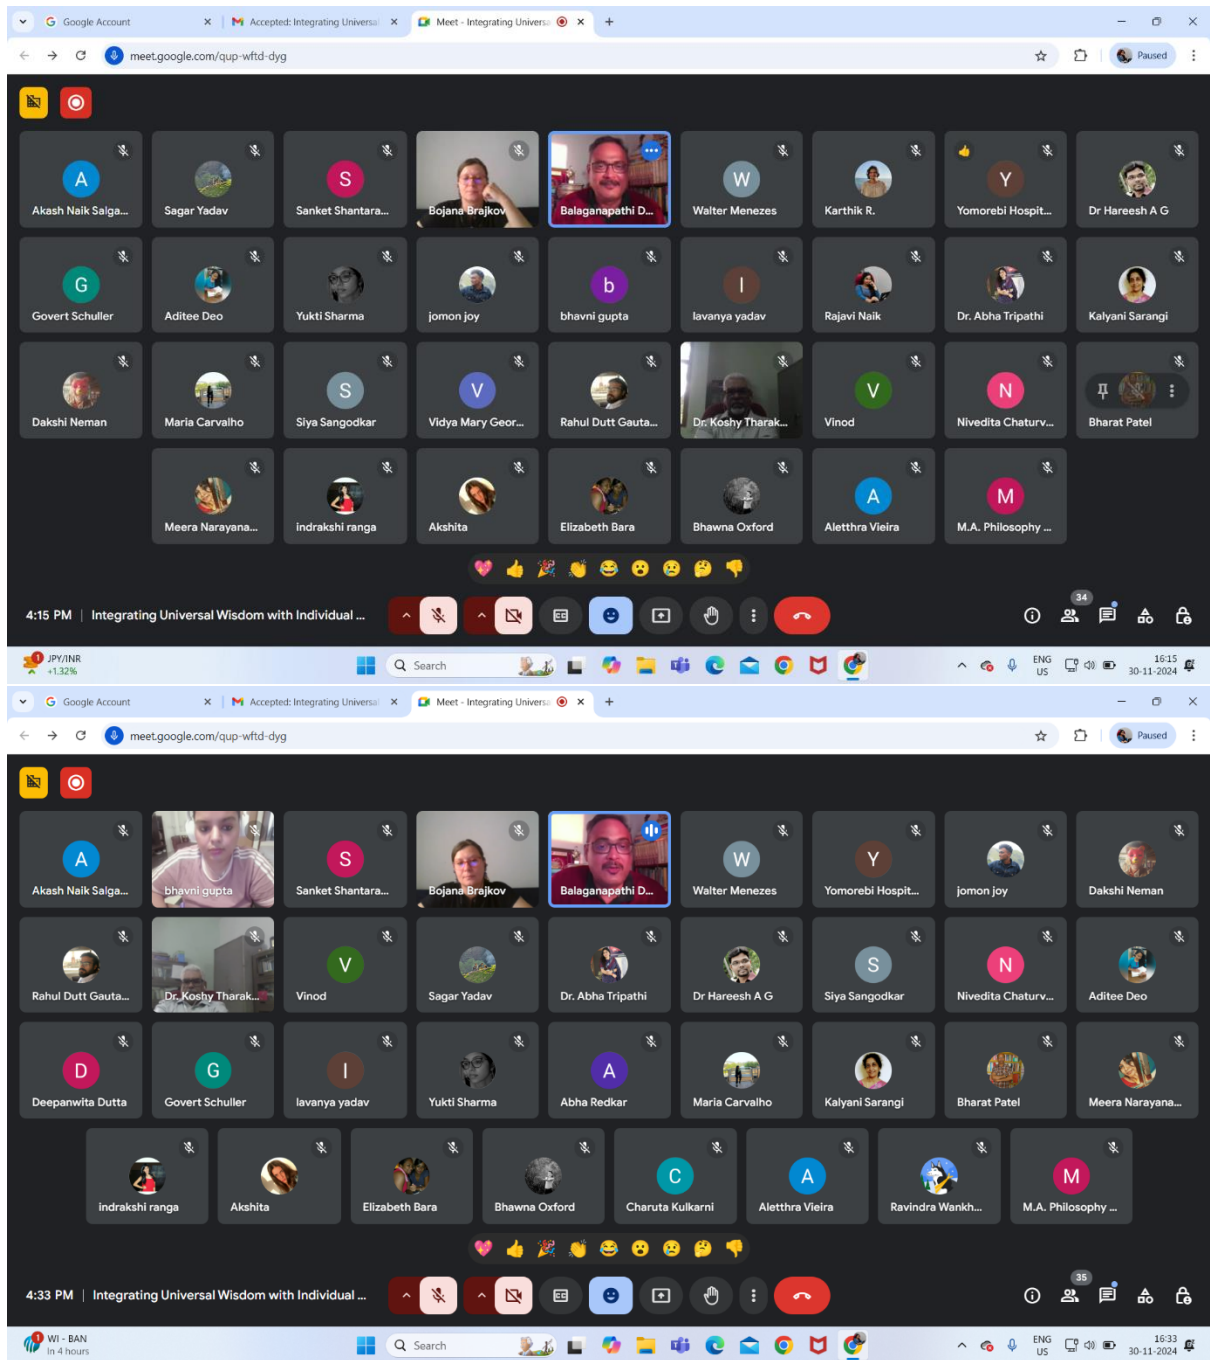 Google Account
Accepted: Integrating Universal
Meet - Integrating Univers
meet.google.com/qup-wftd-dyg
Paused
A
S
W
Y
Akash Naik Salga...
Sagar Yadav
Sanket Shantara...
Bojana Brajkov
Balaganapathi D...
Walter Menezes
Karthik R.
Yomorebi Hospit...
Dr Hareesh A G
G
b
l
Govert Schuller
Aditee Deo
Yukti Sharma
jomon joy
bhavni gupta
lavanya yadav
Rajavi Naik
Dr. Abha Tripathi
Kalyani Sarangi
S
V
V
N
Dakshi Neman
Maria Carvalho
Siya Sangodkar
Vidya Mary Geor...
Rahul Dutt Gauta...
Dr. Koshy Tharak...
Vinod
Nivedita Chaturv...
Bharat Patel
A
M
Meera Narayana...
indrakshi ranga
Akshita
Elizabeth Bara
Bhawna Oxford
Aletthra Vieira
M.A. Philosophy ...
4:15 PM | Integrating Universal Wisdom with Individual ...
34
1
JPY/INR
+1.32%
Search
ENG
US
16:15
30-11-2024
Google Account
Accepted: Integrating Universal
Meet - Integrating Univers
meet.google.com/qup-wftd-dyg
Paused
A
S
W
Y
Akash Naik Salga...
bhavni gupta
Sanket Shantara...
Bojana Brajkov
Balaganapathi D...
Walter Menezes
Yomorebi Hospit...
jomon joy
Dakshi Neman
V
S
N
Rahul Dutt Gauta...
Dr. Koshy Tharak...
Vinod
Sagar Yadav
Dr. Abha Tripathi
Dr Hareesh A G
Siya Sangodkar
Nivedita Chaturv...
Aditee Deo
D
G
l
A
Deepanwita Dutta
Govert Schuller
lavanya yadav
Yukti Sharma
Abha Redkar
Maria Carvalho
Kalyani Sarangi
Bharat Patel
Meera Narayana...
C
A
M
indrakshi ranga
Akshita
Elizabeth Bara
Bhawna Oxford
Charuta Kulkarni
Aletthra Vieira
Ravindra Wankh...
M.A. Philosophy ...
4:33 PM | Integrating Universal Wisdom with Individual ...
35
1
WI - BAN
In 4 hours
Search
ENG
US
16:33
30-11-2024